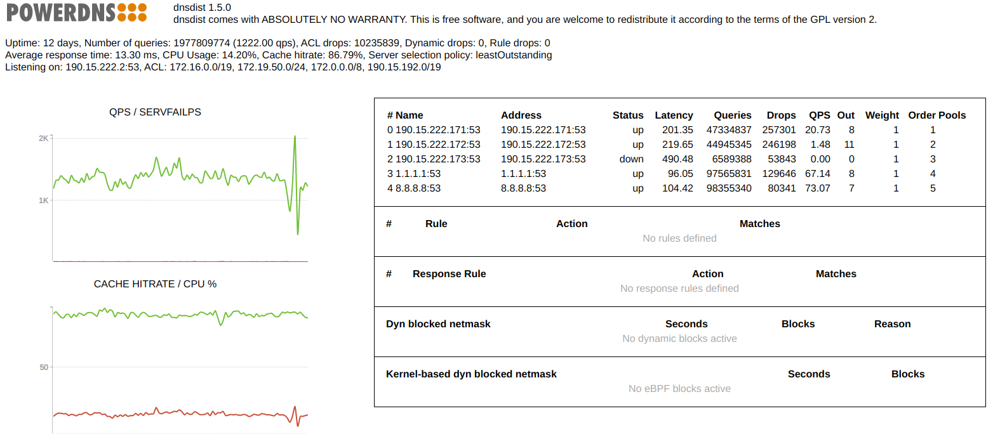 POWERDNS
dnsdist 1.5.0
dnsdist comes with ABSOLUTELY NO WARRANTY. This is free software, and you are welcome to redistribute it according to the terms of the GPL version 2.
Uptime: 12 days, Number of queries: 1977809774 (1222.00 qps), ACL drops: 10235839, Dynamic drops: 0, Rule drops: 0
Average response time: 13.30 ms, CPU Usage: 14.20%, Cache hitrate: 86.79%, Server selection policy: leastOutstanding
Listening on: 190.15.222.2:53, ACL: 172.16.0.0/19, 172.19.50.0/24, 172.0.0.0/8, 190.15.192.0/19
QPS / SERVFAILPS
2K
1K
CACHE HITRATE / CPU %
50
# Name Address Status Latency Queries Drops QPS Out Weight Order Pools
0 190.15.222.171:53 190.15.222.171:53 up 201.35 47334837 257301 20.73 8 1 1
1 190.15.222.172:53 190.15.222.172:53 up 219.65 44945345 246198 1.48 11 1 2
2 190.15.222.173:53 190.15.222.173:53 down 490.48 6589388 53843 0.00 0 1 3
3 1.1.1.1:53 1.1.1.1:53 up 96.05 97565831 129646 67.14 8 1 4
4 8.8.8.8:53 8.8.8.8:53 up 104.42 98355340 80341 73.07 7 1 5
# Rule Action Matches
No rules defined
# Response Rule Action Matches
No response rules defined
Dyn blocked netmask Seconds Blocks Reason
No dynamic blocks active
Kernel-based dyn blocked netmask Seconds Blocks
No eBPF blocks active